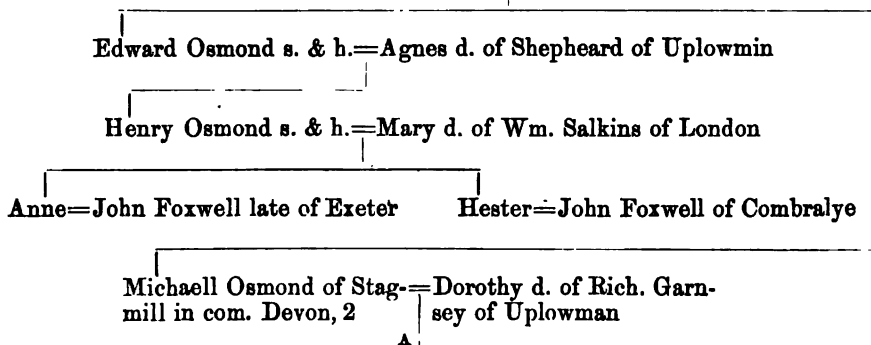 Edward Osmond s. & h.=Agnes d. of Shepheard of Uplowmin
Henry Osmond s. & h.=Mary d. of Wm. Salkins of London
Anne=John Foxwell late of Exeter Hester=John Foxwell of Combralye
Michaell Osmond of Stag-=Dorothy d. of Rich. Garn-
mill in com. Devon, 2 sey of Uplowman
A